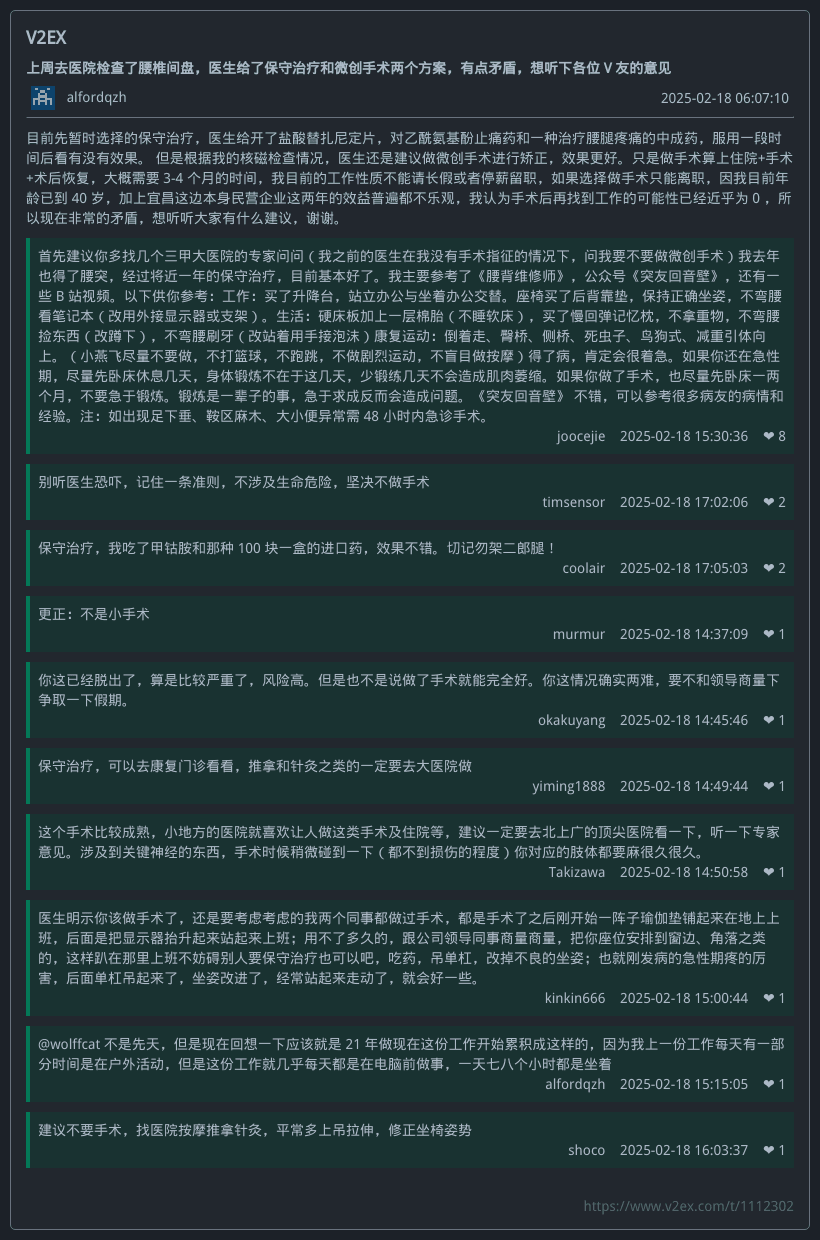 V2EX
上周去医院检查了腰椎间盘，医生给了保守治疗和微创手术两个方案，有点矛盾，想听下各位 V 友的意见
alfordqzh
2025-02-18 06:07:10
目前先暂时选择的保守治疗，医生给开了盐酸替扎尼定片，对乙酰氨基酚止痛药和一种治疗腰腿疼痛的中成药，服用一段时
间后看有没有效果。 但是根据我的核磁检查情况，医生还是建议做微创手术进行矫正，效果更好。只是做手术算上住院+手术
+术后恢复，大概需要 3-4 个月的时间，我目前的工作性质不能请长假或者停薪留职，如果选择做手术只能离职，因我目前年
龄已到 40 岁，加上宜昌这边本身民营企业这两年的效益普遍都不乐观，我认为手术后再找到工作的可能性已经近乎为 0 ，所
以现在非常的矛盾，想听听大家有什么建议，谢谢。
首先建议你多找几个三甲大医院的专家问问（我之前的医生在我没有手术指征的情况下，问我要不要做微创手术）我去年
也得了腰突，经过将近一年的保守治疗，目前基本好了。我主要参考了《腰背维修师》，公众号《突友回音壁》，还有一
些 B 站视频。以下供你参考：工作：买了升降台，站立办公与坐着办公交替。座椅买了后背靠垫，保持正确坐姿，不弯腰
看笔记本（改用外接显示器或支架）。生活：硬床板加上一层棉胎（不睡软床），买了慢回弹记忆枕，不拿重物，不弯腰
捡东西（改蹲下），不弯腰刷牙（改站着用手接泡沫）康复运动：倒着走、臀桥、侧桥、死虫子、鸟狗式、减重引体向
上。（小燕飞尽量不要做，不打篮球，不跑跳，不做剧烈运动，不盲目做按摩）得了病，肯定会很着急。如果你还在急性
期，尽量先卧床休息几天，身体锻炼不在于这几天，少锻练几天不会造成肌肉萎缩。如果你做了手术，也尽量先卧床一两
个月，不要急于锻炼。锻炼是一辈子的事，急于求成反而会造成问题。《突友回音壁》 不错，可以参考很多病友的病情和
经验。注：如出现足下垂、鞍区麻木、大小便异常需 48 小时内急诊手术。
joocejie 2025-02-18 15:30:36 ❤ 8
别听医生恐吓，记住一条准则，不涉及生命危险，坚决不做手术
timsensor 2025-02-18 17:02:06 ❤ 2
保守治疗，我吃了甲钴胺和那种 100 块一盒的进口药，效果不错。切记勿架二郎腿！
coolair 2025-02-18 17:05:03 ❤ 2
更正：不是小手术
murmur 2025-02-18 14:37:09 ❤ 1
你这已经脱出了，算是比较严重了，风险高。但是也不是说做了手术就能完全好。你这情况确实两难，要不和领导商量下
争取一下假期。
okakuyang 2025-02-18 14:45:46 ❤ 1
保守治疗，可以去康复门诊看看，推拿和针灸之类的一定要去大医院做
yiming1888 2025-02-18 14:49:44 ❤ 1
这个手术比较成熟，小地方的医院就喜欢让人做这类手术及住院等，建议一定要去北上广的顶尖医院看一下，听一下专家
意见。涉及到关键神经的东西，手术时候稍微碰到一下（都不到损伤的程度）你对应的肢体都要麻很久很久。
Takizawa 2025-02-18 14:50:58 ❤ 1
医生明示你该做手术了，还是要考虑考虑的我两个同事都做过手术，都是手术了之后刚开始一阵子瑜伽垫铺起来在地上上
班，后面是把显示器抬升起来站起来上班；用不了多久的，跟公司领导同事商量商量，把你座位安排到窗边、角落之类
的，这样趴在那里上班不妨碍别人要保守治疗也可以吧，吃药，吊单杠，改掉不良的坐姿；也就刚发病的急性期疼的厉
害，后面单杠吊起来了，坐姿改进了，经常站起来走动了，就会好一些。
kinkin666 2025-02-18 15:00:44 ❤ 1
@wolffcat 不是先天，但是现在回想一下应该就是 21 年做现在这份工作开始累积成这样的，因为我上一份工作每天有一部
分时间是在户外活动，但是这份工作就几乎每天都是在电脑前做事，一天七八个小时都是坐着
alfordqzh 2025-02-18 15:15:05 ❤ 1
建议不要手术，找医院按摩推拿针灸，平常多上吊拉伸，修正坐椅姿势
shoco 2025-02-18 16:03:37 ❤ 1
https://www.v2ex.com/t/1112302